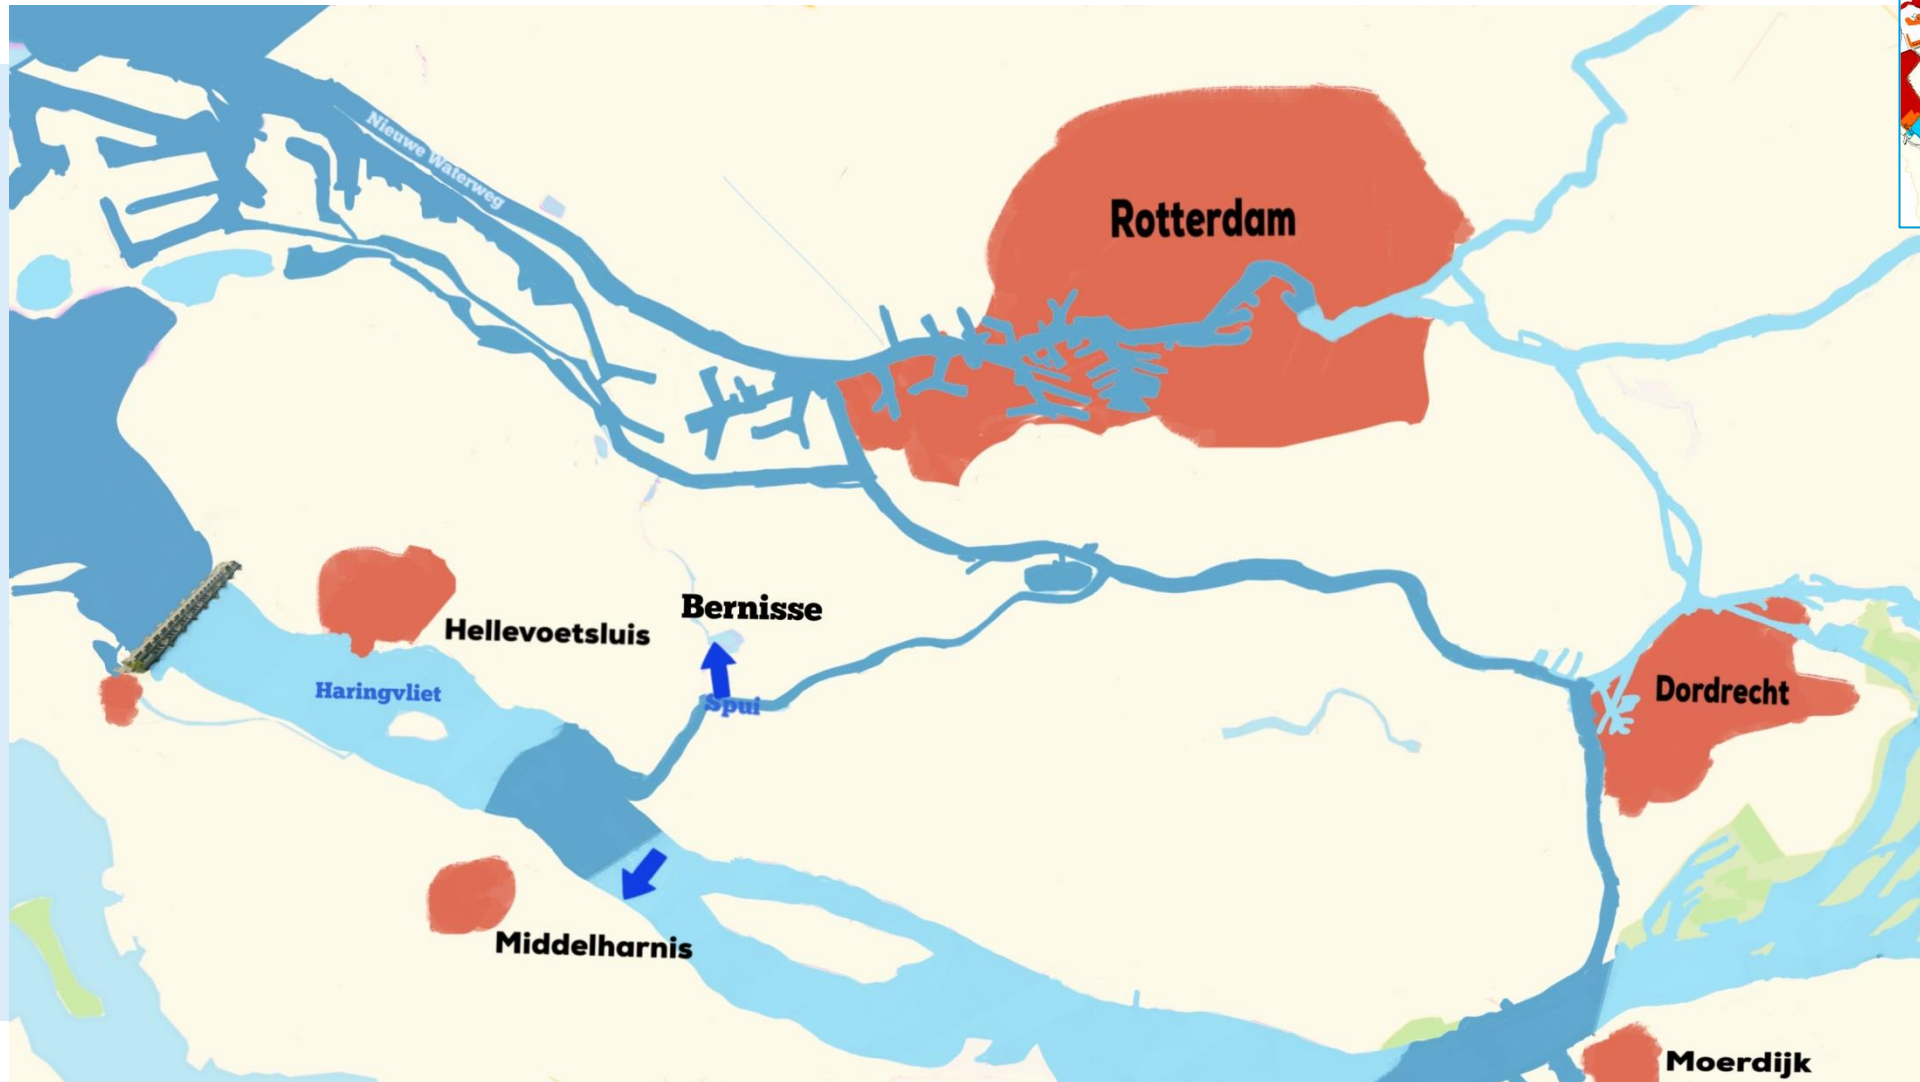 Nieuwe Waterweg
Rotterdam
Bernisse
Hellevoetsluis
Haringvliet
Spui
Dordrecht
Middelharnis
Moerdijk